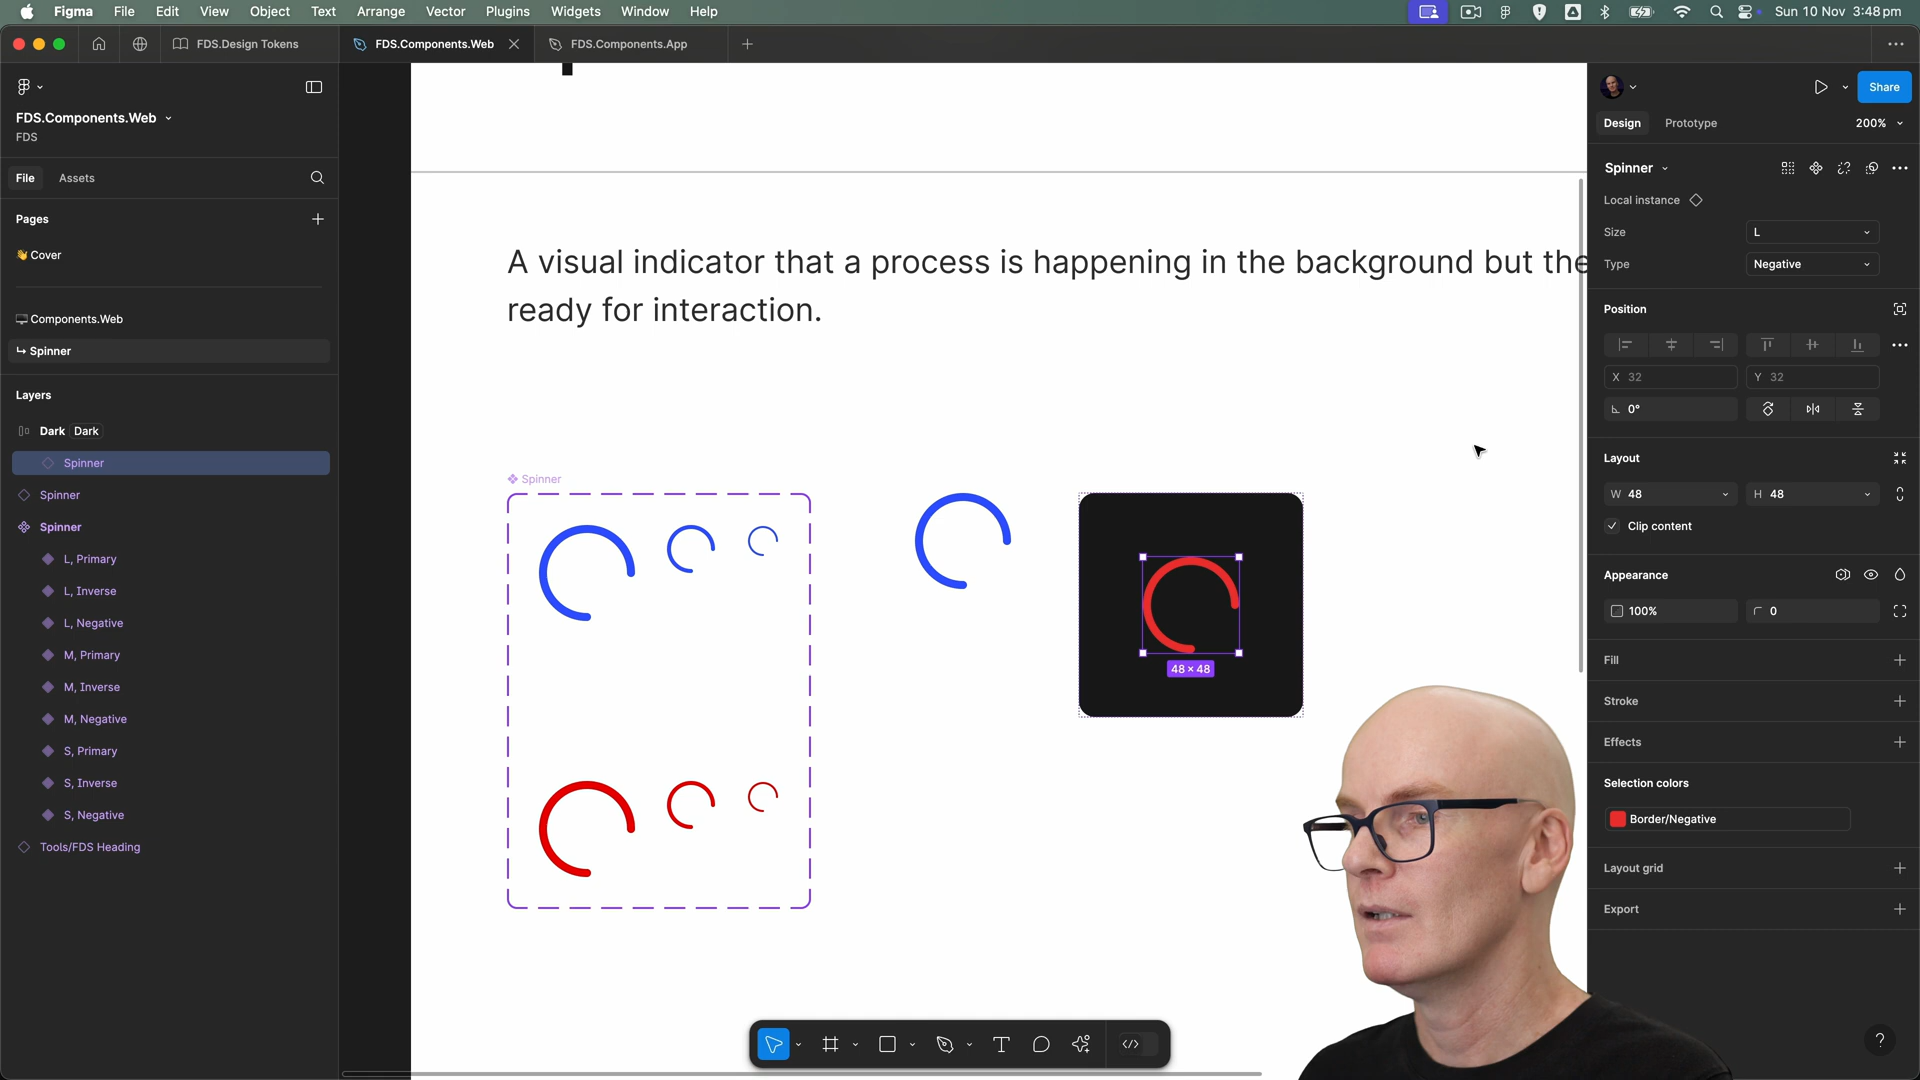 Figma File Edit View Object Text Arrange Vector Plugins Widgets Window Help Sun 10 Nov 3:48 pm
FDS.Design Tokens FDS.Components.Web FDS.Components.App
FDS.Components.Web
FDS
File Assets
Pages
👋 Cover
🖥️ Components.Web
↳ Spinner
Layers
Dark Dark
Spinner
Spinner
Spinner
L, Primary
L, Inverse
L, Negative
M, Primary
M, Inverse
M, Negative
S, Primary
S, Inverse
S, Negative
Tools/FDS Heading
A visual indicator that a process is happening in the background but the
ready for interaction.
Spinner
48 × 48
Share
Design Prototype 200%
Spinner
Local instance
Size L
Type Negative
Position
X 32 Y 32
0°
Layout
W 48 H 48
Clip content
Appearance
100% 0
Fill
Stroke
Effects
Selection colors
Border/Negative
Layout grid
Export
?